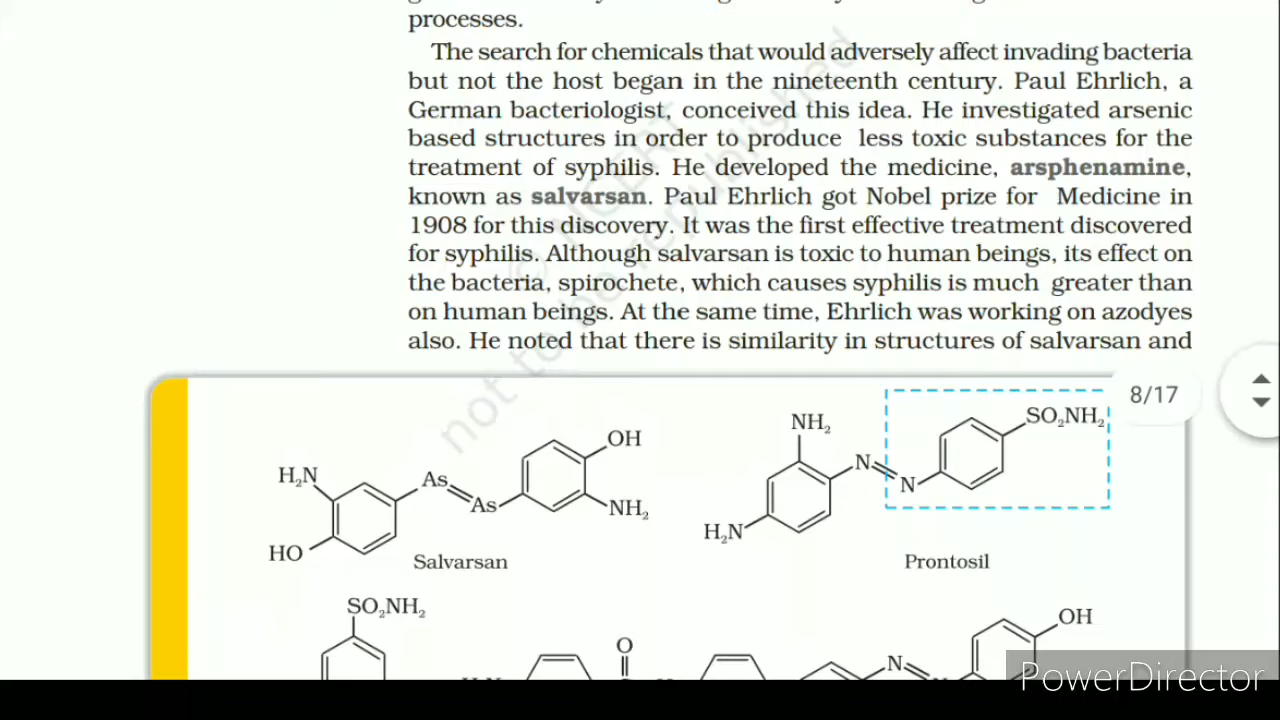 processes.
The search for chemicals that would adversely affect invading bacteria
but not the host began in the nineteenth century. Paul Ehrlich, a
German bacteriologist, conceived this idea. He investigated arsenic
based structures in order to produce less toxic substances for the
treatment of syphilis. He developed the medicine, arsphenamine,
known as salvarsan. Paul Ehrlich got Nobel prize for Medicine in
1908 for this discovery. It was the first effective treatment discovered
for syphilis. Although salvarsan is toxic to human beings, its effect on
the bacteria, spirochete, which causes syphilis is much greater than
on human beings. At the same time, Ehrlich was working on azodyes
also. He noted that there is similarity in structures of salvarsan and
© NCERT
not to be republished
8/17
H₂N
HO
As
As
OH
NH₂
Salvarsan
NH₂
H₂N
N
N
SO₂NH₂
Prontosil
SO₂NH₂
O
N
OH
PowerDirector